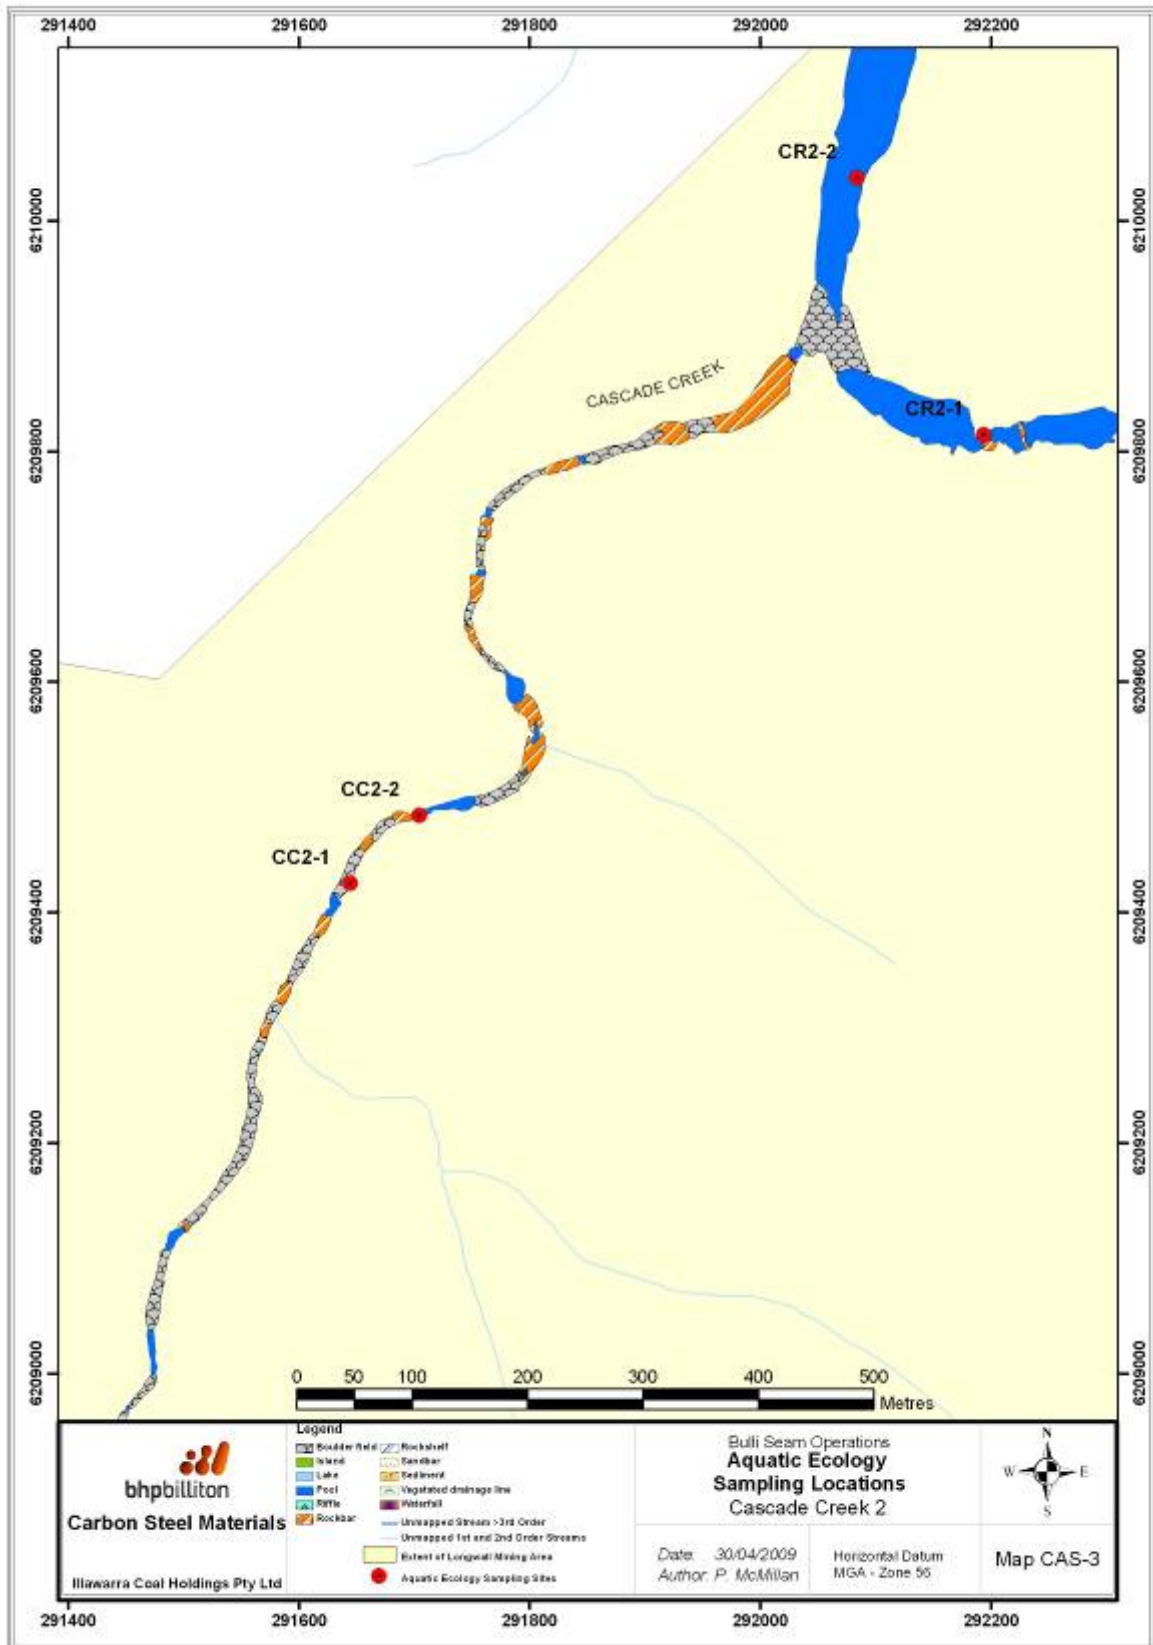 291400 291600 291800 292000 292200
CR2-2
6210000 6210000
CASCADE CREEK
CR2-1
6209800 6209800
6209600 6209600
CC2-2
CC2-1
6209400 6209400
6209200 6209200
6209000 6209000
0 50 100 200 300 400 500
Metres
bhpbilliton
Carbon Steel Materials
Illawarra Coal Holdings Pty Ltd
Legend
Boulder field
Island
Lake
Pool
Riffle
Rockbar
Rockshelf
Sandbar
Sediment
Vegetated drainage line
Waterfall
Unmapped Stream >3rd Order
Unmapped 1st and 2nd Order Streams
Extent of Longwall Mining Area
Aquatic Ecology Sampling Sites
Bulli Seam Operations
Aquatic Ecology
Sampling Locations
Cascade Creek 2
N
W E
S
Date: 30/04/2009
Author: P. McMillan
Horizontal Datum
MGA - Zone 56
Map CAS-3
291400 291600 291800 292000 292200